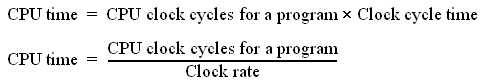 CPU time = CPU clock cycles for a program × Clock cycle time
CPU time = CPU clock cycles for a program
Clock rate